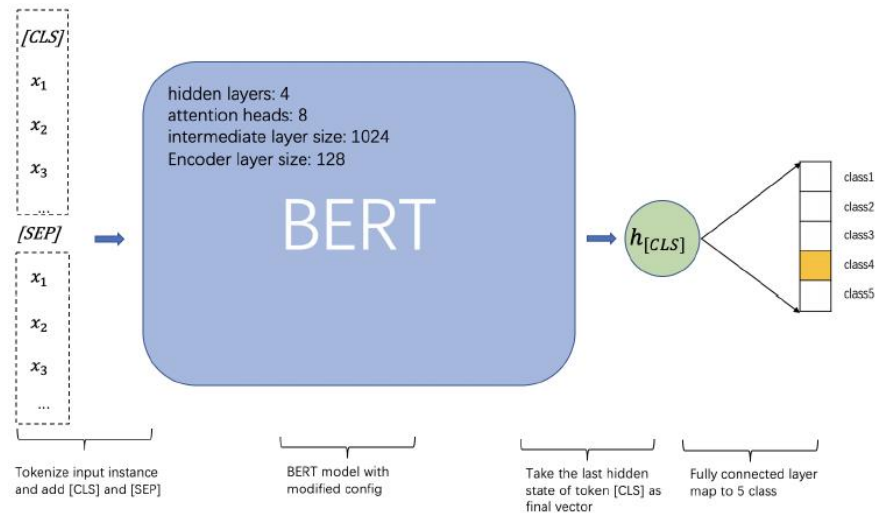 [CLS]
x₁
x₂
x₃
...
[SEP]
x₁
x₂
x₃
...
hidden layers: 4
attention heads: 8
intermediate layer size: 1024
Encoder layer size: 128
BERT
h[CLS]
class1
class2
class3
class4
class5
Tokenize input instance
and add [CLS] and [SEP]
BERT model with
modified config
Take the last hidden
state of token [CLS] as
final vector
Fully connected layer
map to 5 class